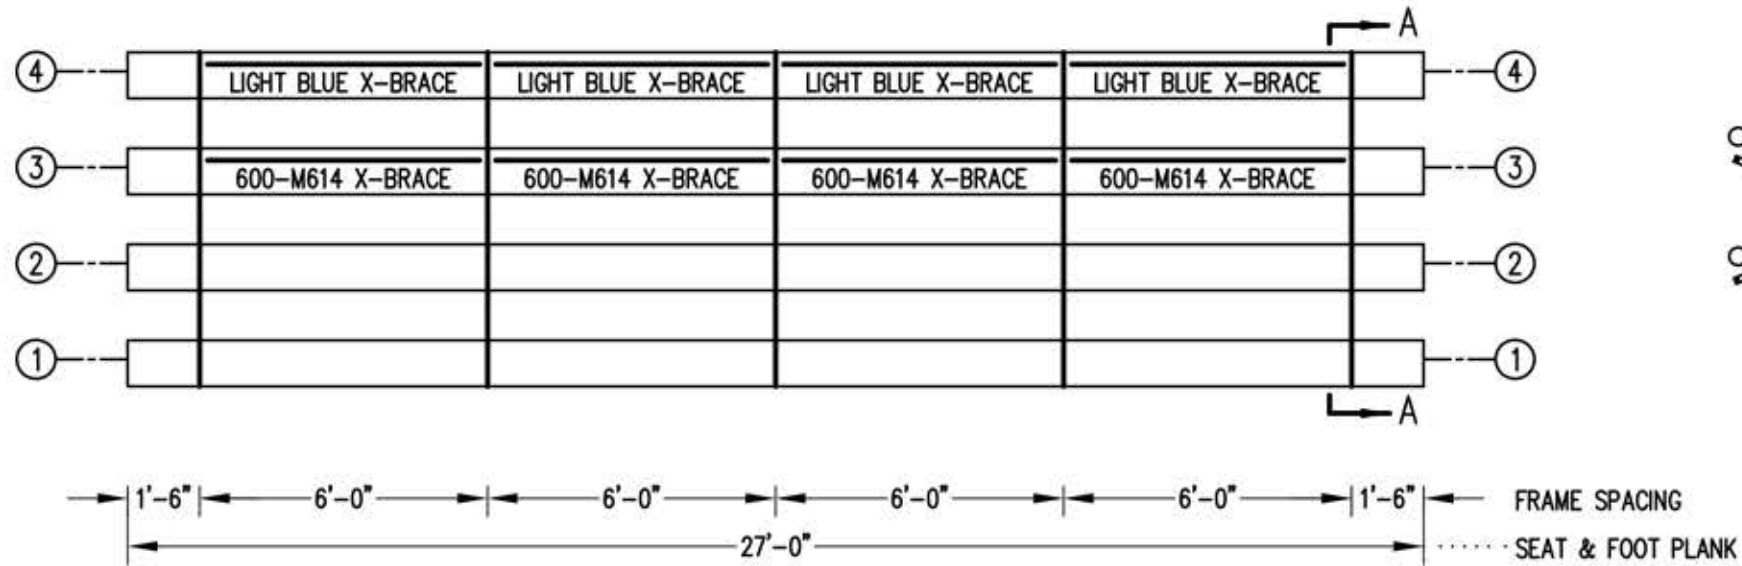 A
4 LIGHT BLUE X-BRACE LIGHT BLUE X-BRACE LIGHT BLUE X-BRACE LIGHT BLUE X-BRACE 4
3 600-M614 X-BRACE 600-M614 X-BRACE 600-M614 X-BRACE 600-M614 X-BRACE 3
2 2
1 1
A
1'-6" 6'-0" 6'-0" 6'-0" 6'-0" 1'-6" FRAME SPACING
27'-0" SEAT & FOOT PLANK